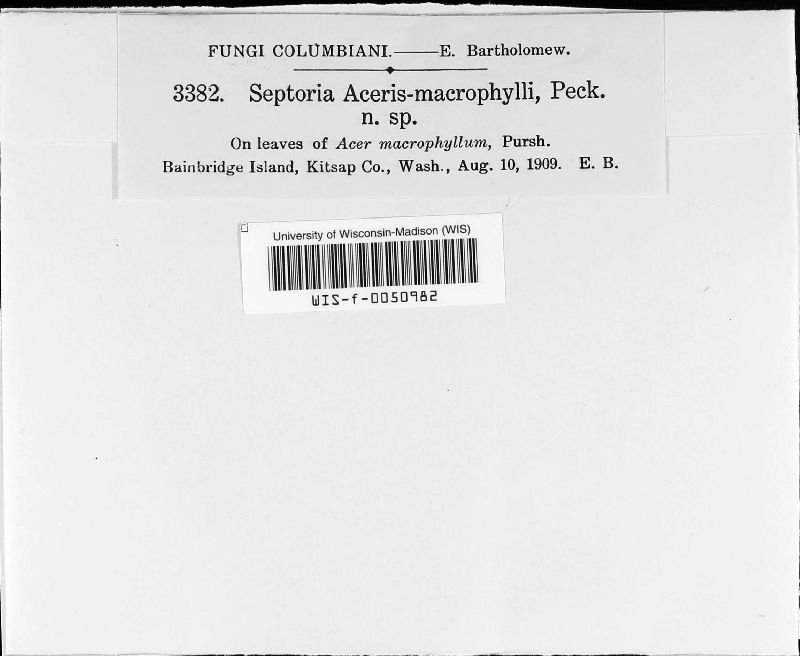 FUNGI COLUMBIANI.——E. Bartholomew.
3382. Septoria Aceris-macrophylli, Peck.
n. sp.
On leaves of Acer macrophyllum, Pursh.
Bainbridge Island, Kitsap Co., Wash., Aug. 10, 1909. E. B.
University of Wisconsin-Madison (WIS)
WIS-f-0050982